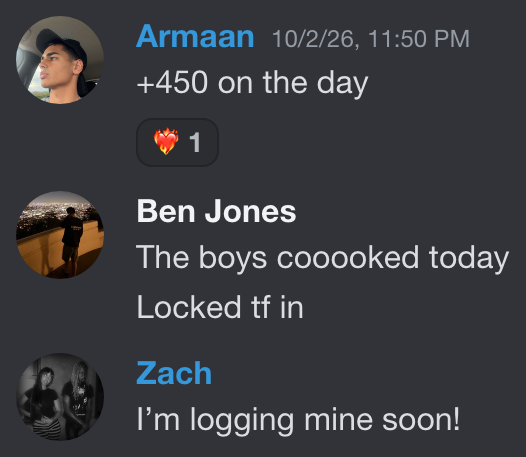 Armaan 10/2/26, 11:50 PM
+450 on the day
❤️‍🔥 1
Ben Jones
The boys cooooked today
Locked tf in
Zach
I’m logging mine soon!